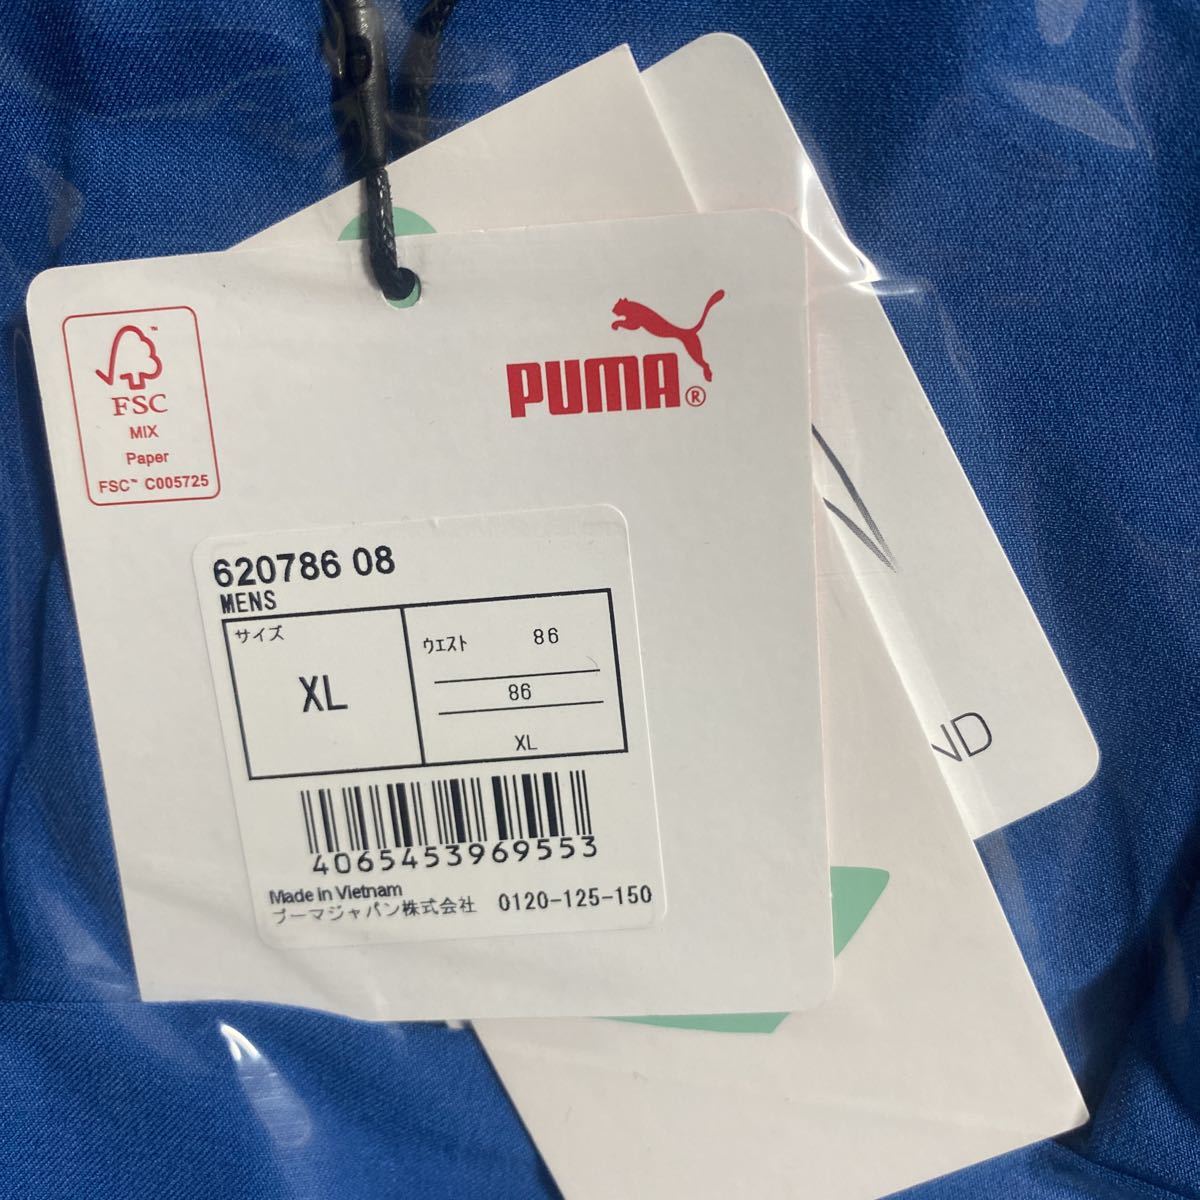 FSC™
MIX
Paper
FSC™ C005725
PUMA®
620786 08
MENS
サイズ
XL
ウエスト 86
86
XL
4065453969553
Made in Vietnam
プーマジャパン株式会社 0120-125-150
ND